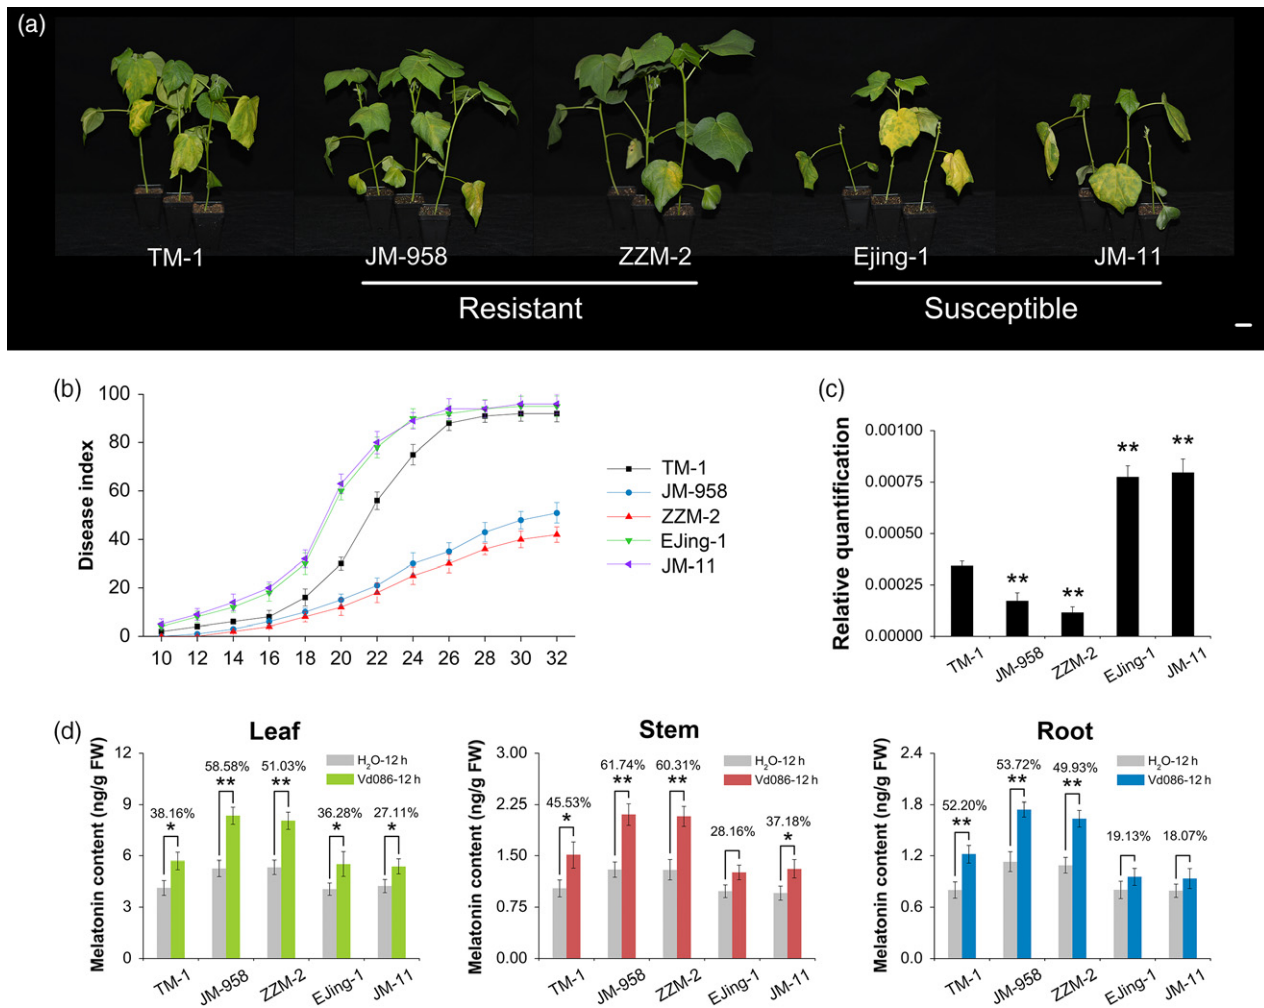 (a)
TM-1 JM-958 ZZM-2 Ejing-1 JM-11
Resistant Susceptible
(b)
Disease index
100
80
60
40
20
0
10 12 14 16 18 20 22 24 26 28 30 32
TM-1
JM-958
ZZM-2
EJing-1
JM-11
(c)
Relative quantification
0.00100
0.00075
0.00050
0.00025
0.00000
** ** ** **
TM-1 JM-958 ZZM-2 EJing-1 JM-11
(d)
Leaf
Melatonin content (ng/g FW)
12
9
6
3
0
H₂O-12 h
Vd086-12 h
38.16% 58.58% 51.03% 36.28% 27.11%
* ** ** * *
TM-1 JM-958 ZZM-2 EJing-1 JM-11
Stem
Melatonin content (ng/g FW)
3.00
2.25
1.50
0.75
0.00
H₂O-12 h
Vd086-12 h
45.53% 61.74% 60.31% 28.16% 37.18%
* ** ** *
TM-1 JM-958 ZZM-2 EJing-1 JM-11
Root
Melatonin content (ng/g FW)
2.4
1.8
1.2
0.6
0.0
H₂O-12 h
Vd086-12 h
52.20% 53.72% 49.93% 19.13% 18.07%
** ** **
TM-1 JM-958 ZZM-2 EJing-1 JM-11